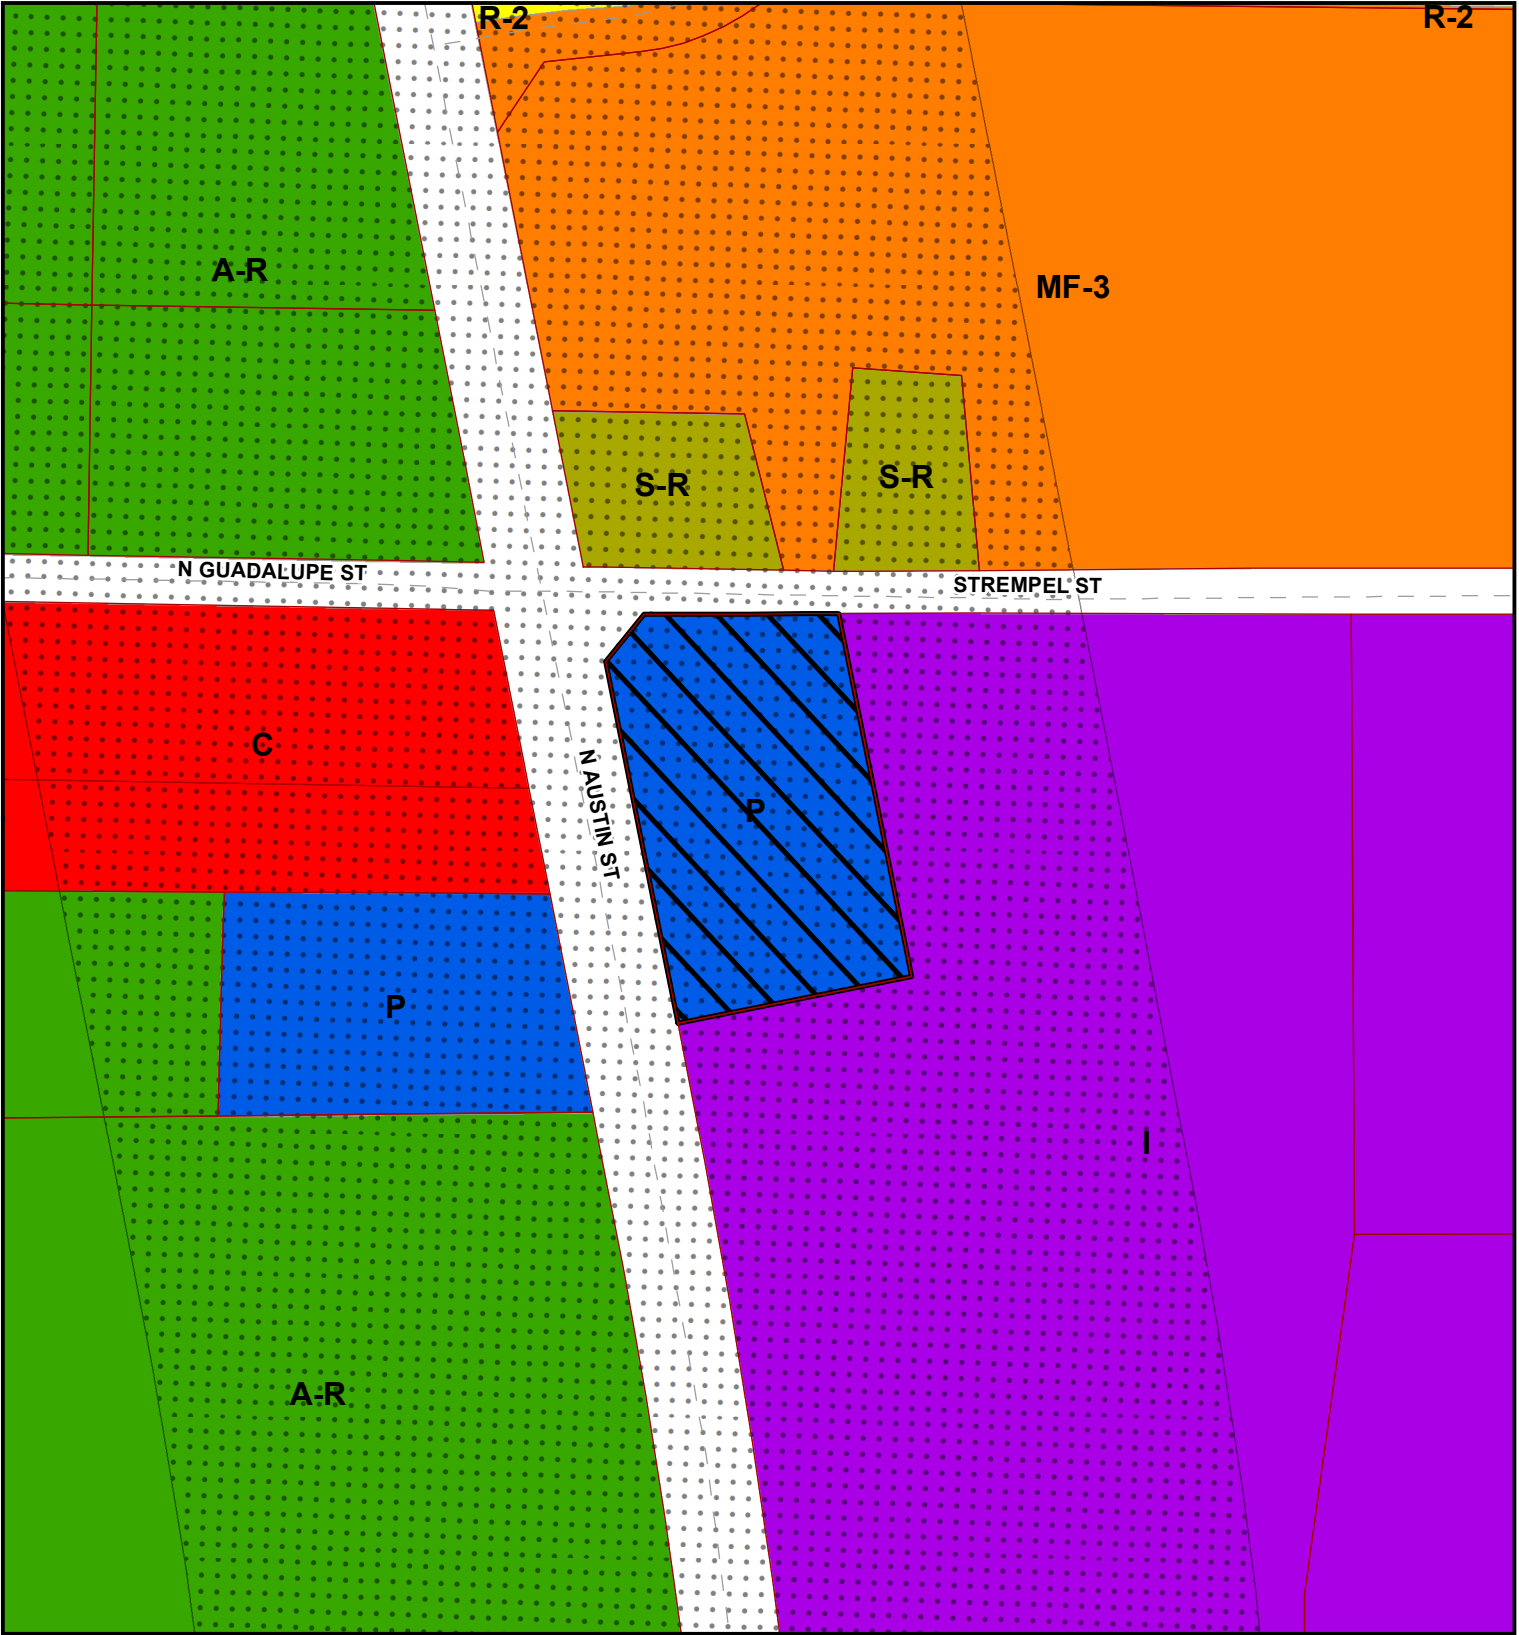 R-2
R-2
A-R
MF-3
S-R
S-R
N GUADALUPE ST
STREMPEL ST
C
N AUSTIN ST
P
P
I
A-R